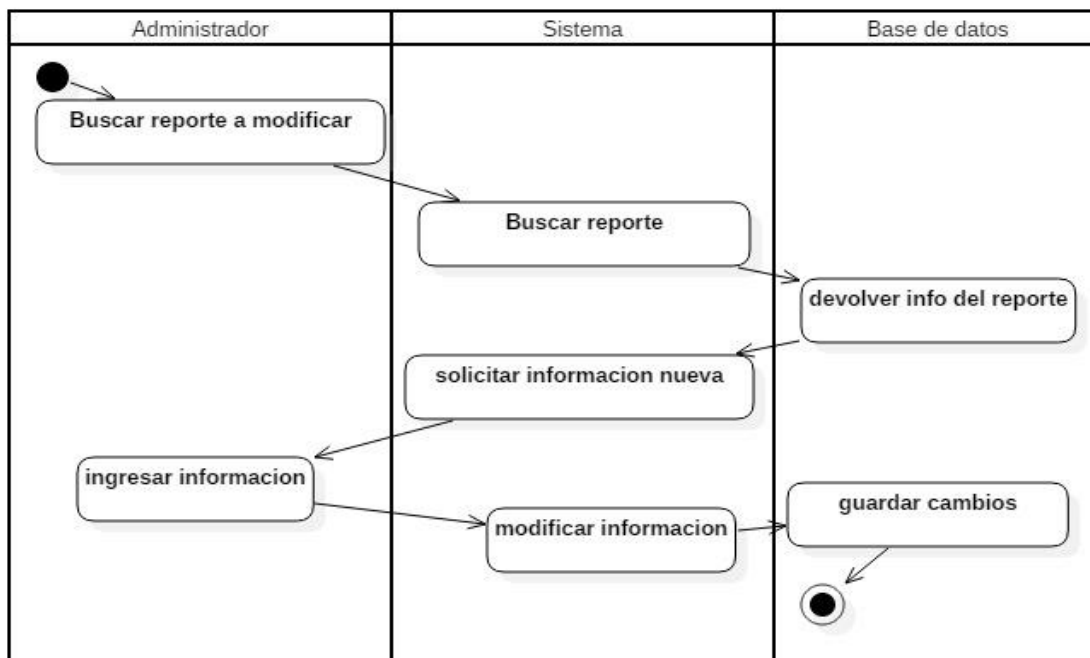 Administrador
Sistema
Base de datos
Buscar reporte a modificar
Buscar reporte
devolver info del reporte
solicitar informacion nueva
ingresar informacion
guardar cambios
modificar informacion